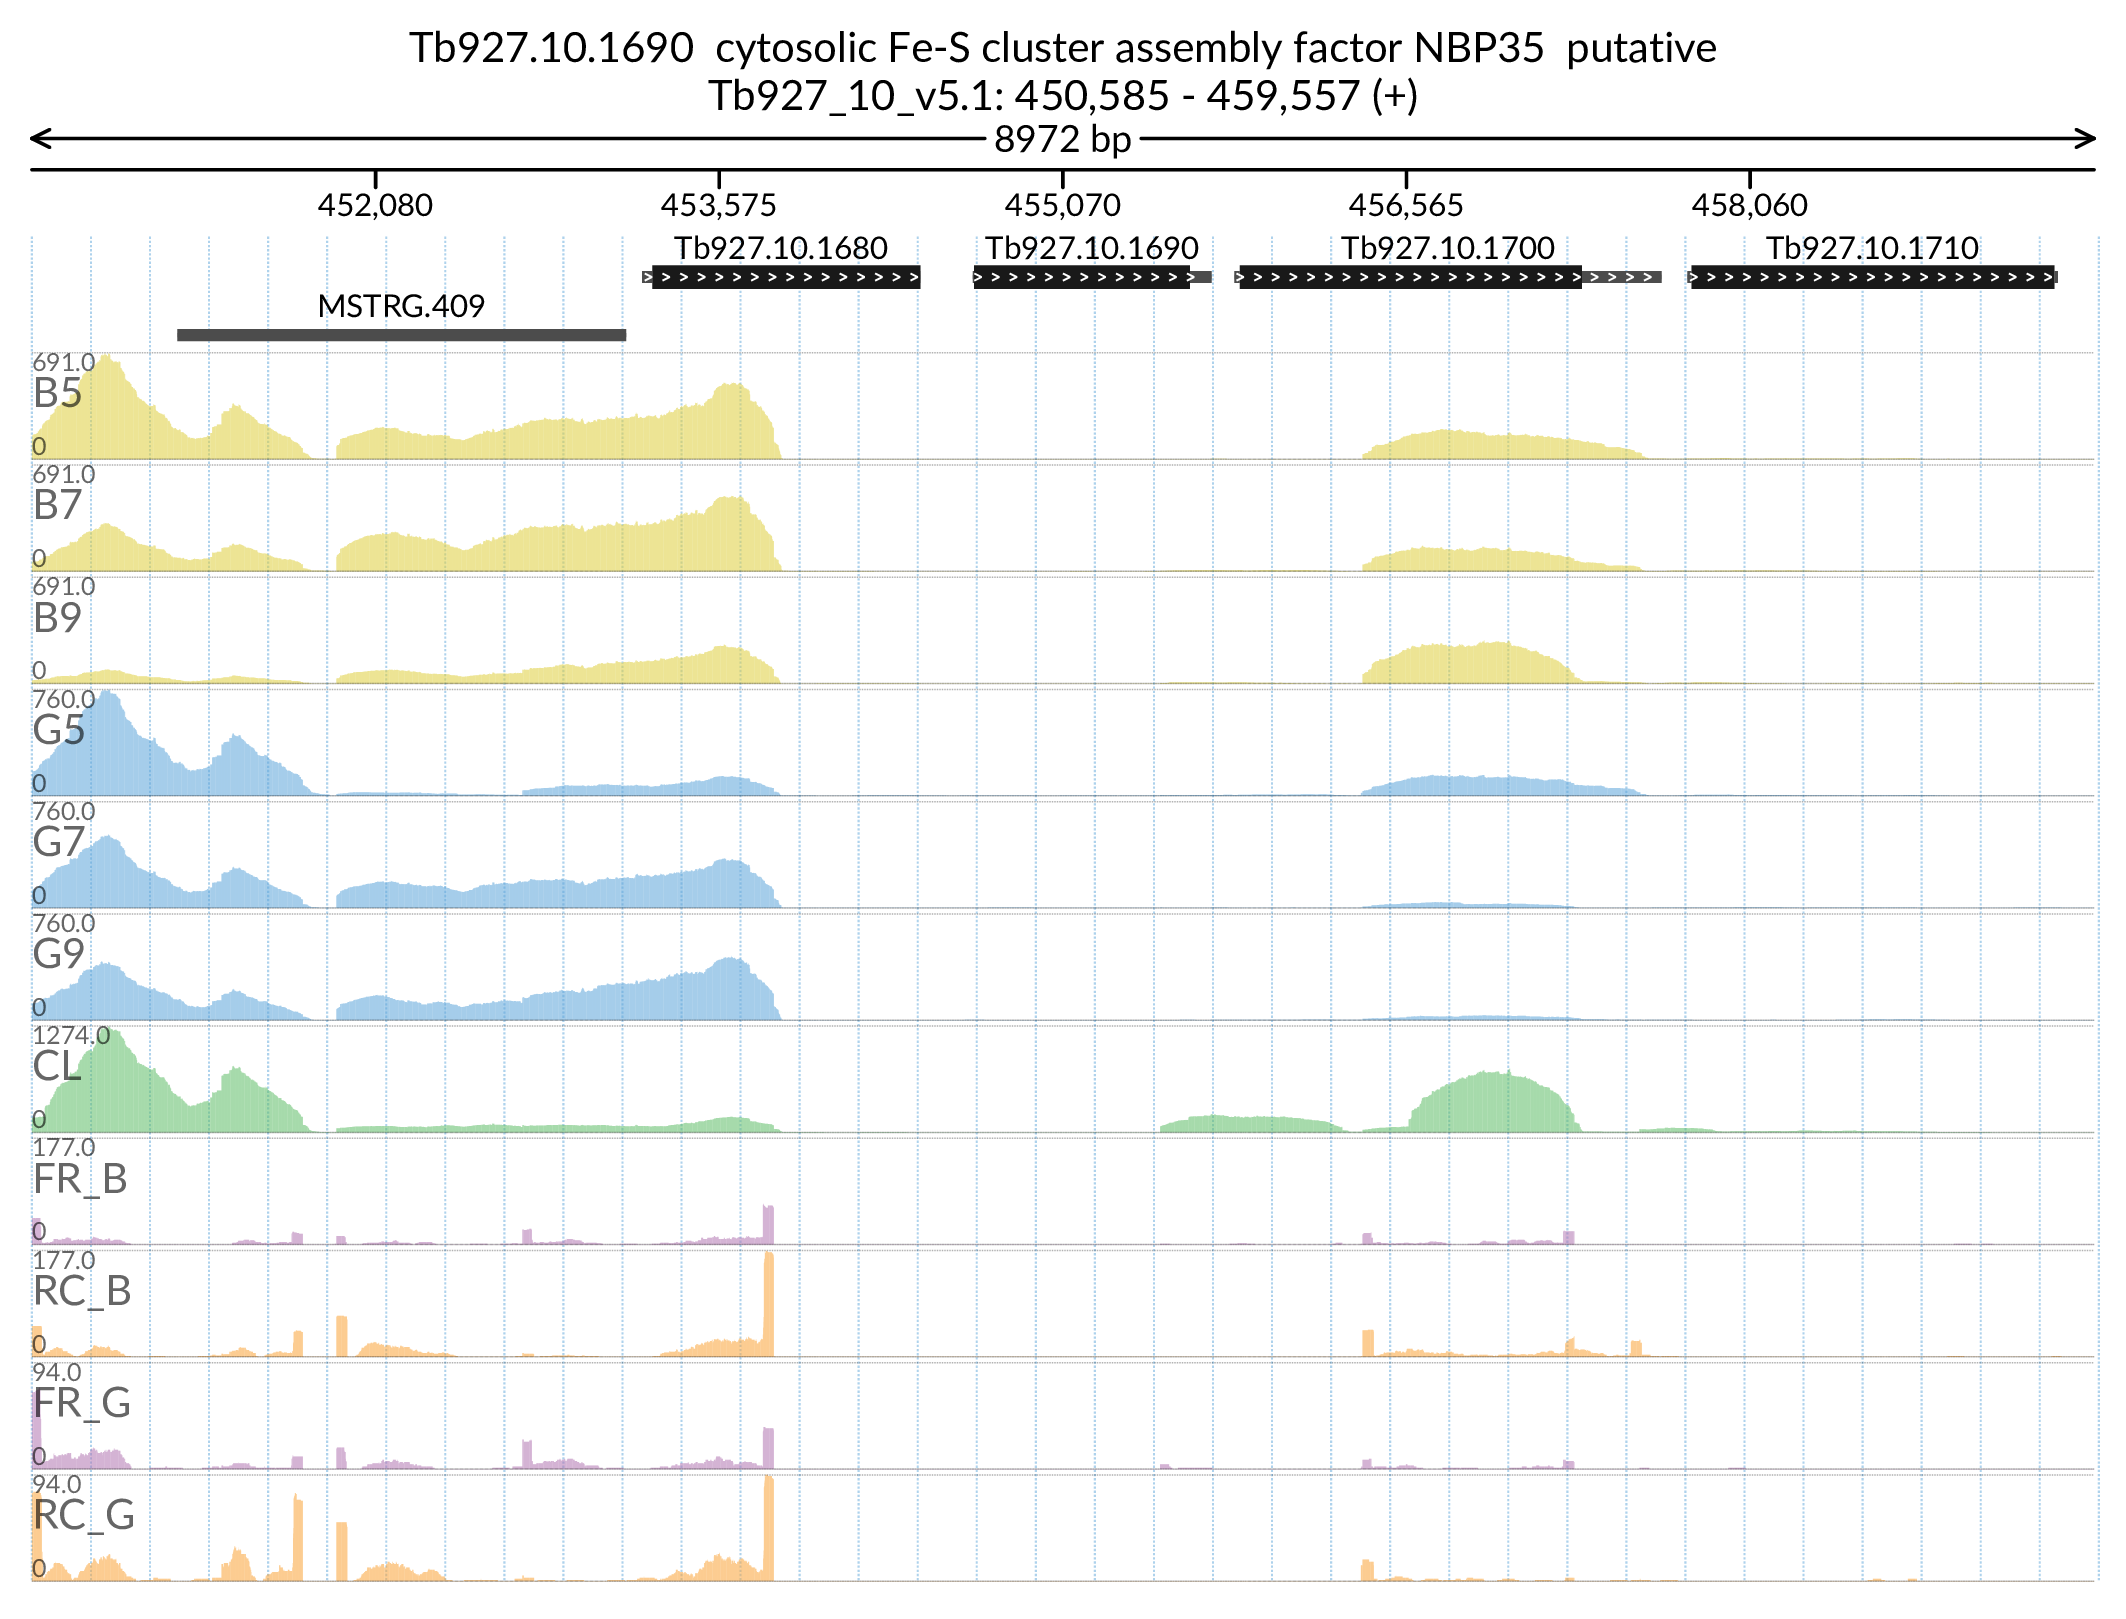 Tb927.10.1690  cytosolic Fe-S cluster assembly factor NBP35  putative
Tb927_10_v5.1: 450,585 - 459,557 (+)
8972 bp
452,080 453,575 455,070 456,565 458,060
Tb927.10.1680 Tb927.10.1690 Tb927.10.1700 Tb927.10.1710
MSTRG.409
691.0
B5
0
691.0
B7
0
691.0
B9
0
760.0
G5
0
760.0
G7
0
760.0
G9
0
1274.0
CL
0
177.0
FR_B
0
177.0
RC_B
0
94.0
FR_G
0
94.0
RC_G
0